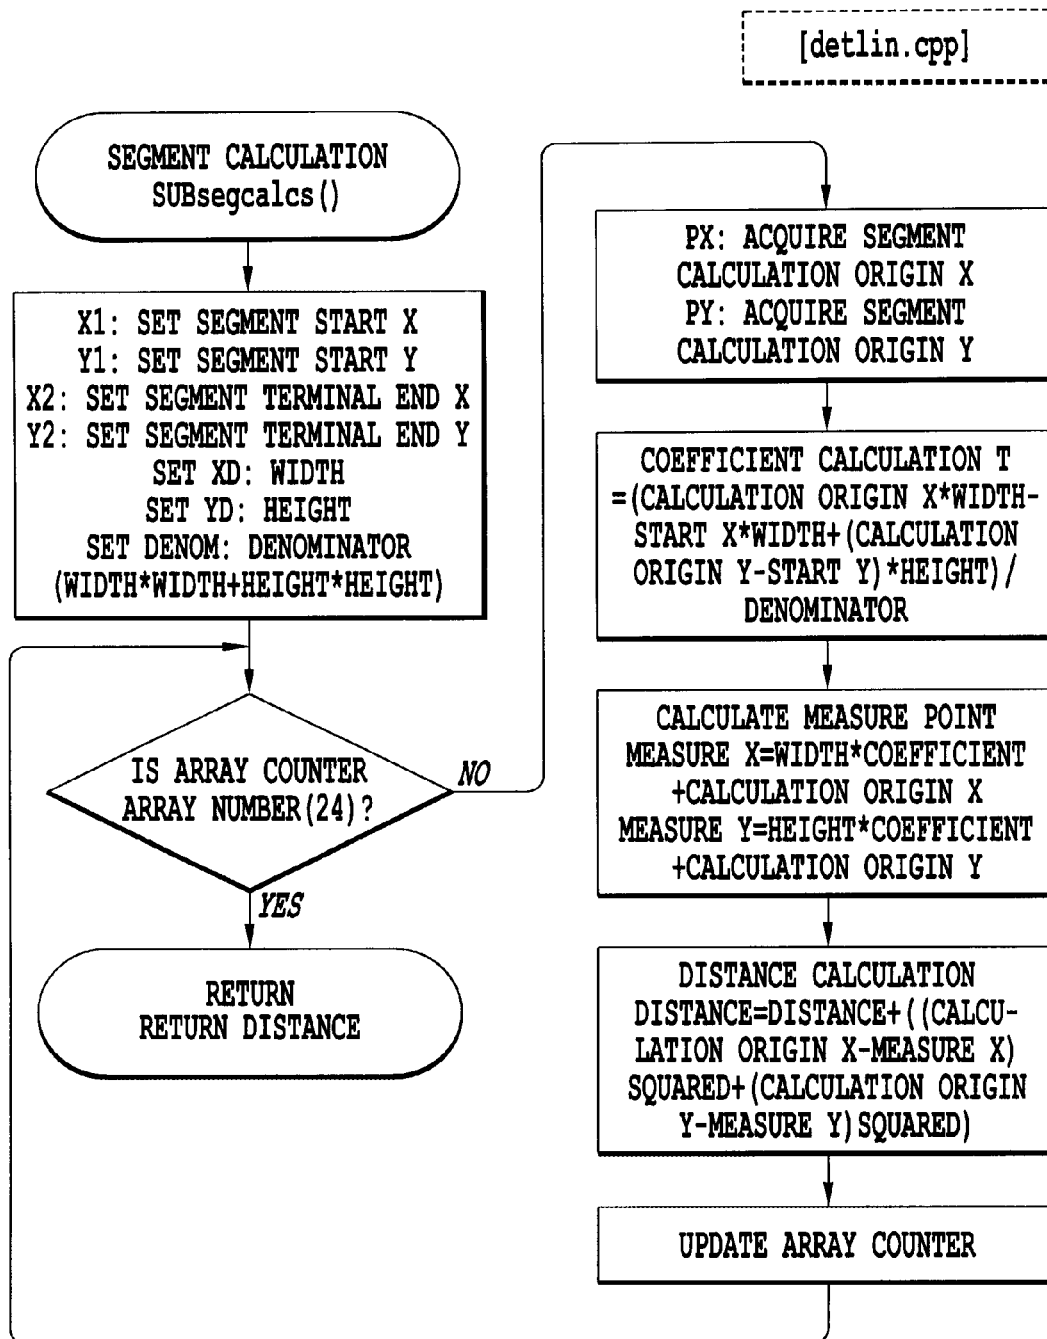 [detlin.cpp]
SEGMENT CALCULATION
SUBsegcalcs()
X1: SET SEGMENT START X
Y1: SET SEGMENT START Y
X2: SET SEGMENT TERMINAL END X
Y2: SET SEGMENT TERMINAL END Y
SET XD: WIDTH
SET YD: HEIGHT
SET DENOM: DENOMINATOR
(WIDTH*WIDTH+HEIGHT*HEIGHT)
IS ARRAY COUNTER
ARRAY NUMBER(24)?
NO
YES
RETURN
RETURN DISTANCE
PX: ACQUIRE SEGMENT
CALCULATION ORIGIN X
PY: ACQUIRE SEGMENT
CALCULATION ORIGIN Y
COEFFICIENT CALCULATION T
=(CALCULATION ORIGIN X*WIDTH-
START X*WIDTH+(CALCULATION
ORIGIN Y-START Y)*HEIGHT)/
DENOMINATOR
CALCULATE MEASURE POINT
MEASURE X=WIDTH*COEFFICIENT
+CALCULATION ORIGIN X
MEASURE Y=HEIGHT*COEFFICIENT
+CALCULATION ORIGIN Y
DISTANCE CALCULATION
DISTANCE=DISTANCE+((CALCU-
LATION ORIGIN X-MEASURE X)
SQUARED+(CALCULATION ORIGIN
Y-MEASURE Y)SQUARED)
UPDATE ARRAY COUNTER